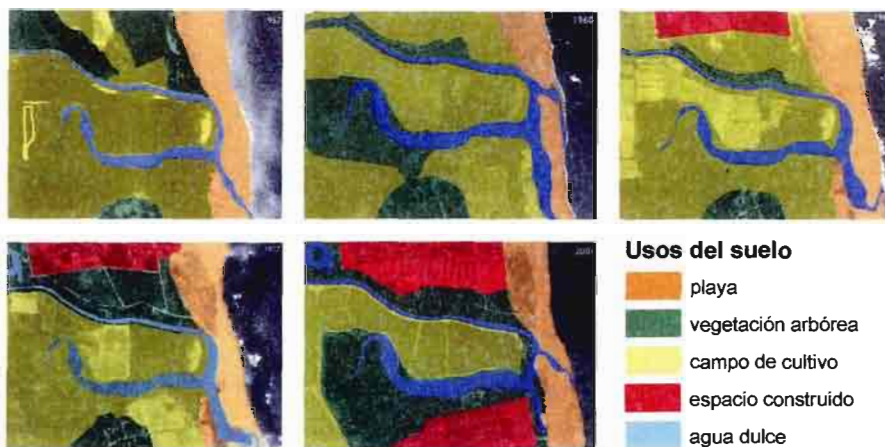 1960
2001
Usos del suelo
playa
vegetación arbórea
campo de cultivo
espacio construido
agua dulce